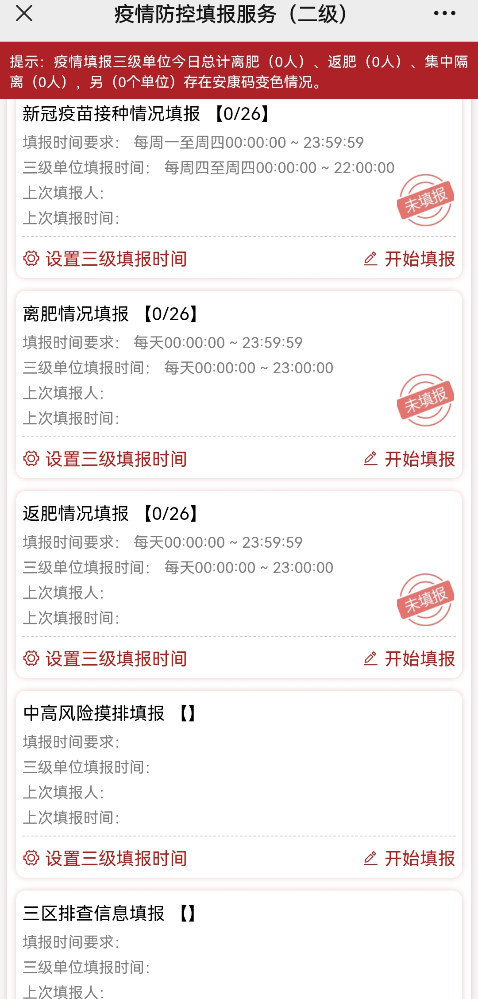 疫情防控填报服务（二级）
提示：疫情填报三级单位今日总计离肥（0人）、返肥（0人）、集中隔
离（0人），另（0个单位）存在安康码变色情况。
新冠疫苗接种情况填报 【0/26】
填报时间要求： 每周一至周四00:00:00 ~ 23:59:59
三级单位填报时间： 每周四至周四00:00:00 ~ 22:00:00
上次填报人：
未填报
上次填报时间：
设置三级填报时间 开始填报
离肥情况填报 【0/26】
填报时间要求： 每天00:00:00 ~ 23:59:59
三级单位填报时间： 每天00:00:00 ~ 23:00:00
上次填报人：
未填报
上次填报时间：
设置三级填报时间 开始填报
返肥情况填报 【0/26】
填报时间要求： 每天00:00:00 ~ 23:59:59
三级单位填报时间： 每天00:00:00 ~ 23:00:00
上次填报人：
未填报
上次填报时间：
设置三级填报时间 开始填报
中高风险摸排填报 【】
填报时间要求：
三级单位填报时间：
上次填报人：
上次填报时间：
设置三级填报时间 开始填报
三区排查信息填报 【】
填报时间要求：
三级单位填报时间：
上次填报人：